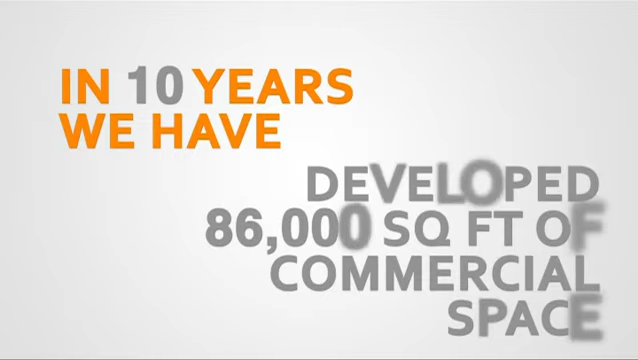 IN 10 YEARS
WE HAVE
DEVELOPED
86,000 SQ FT OF
COMMERCIAL
SPACE